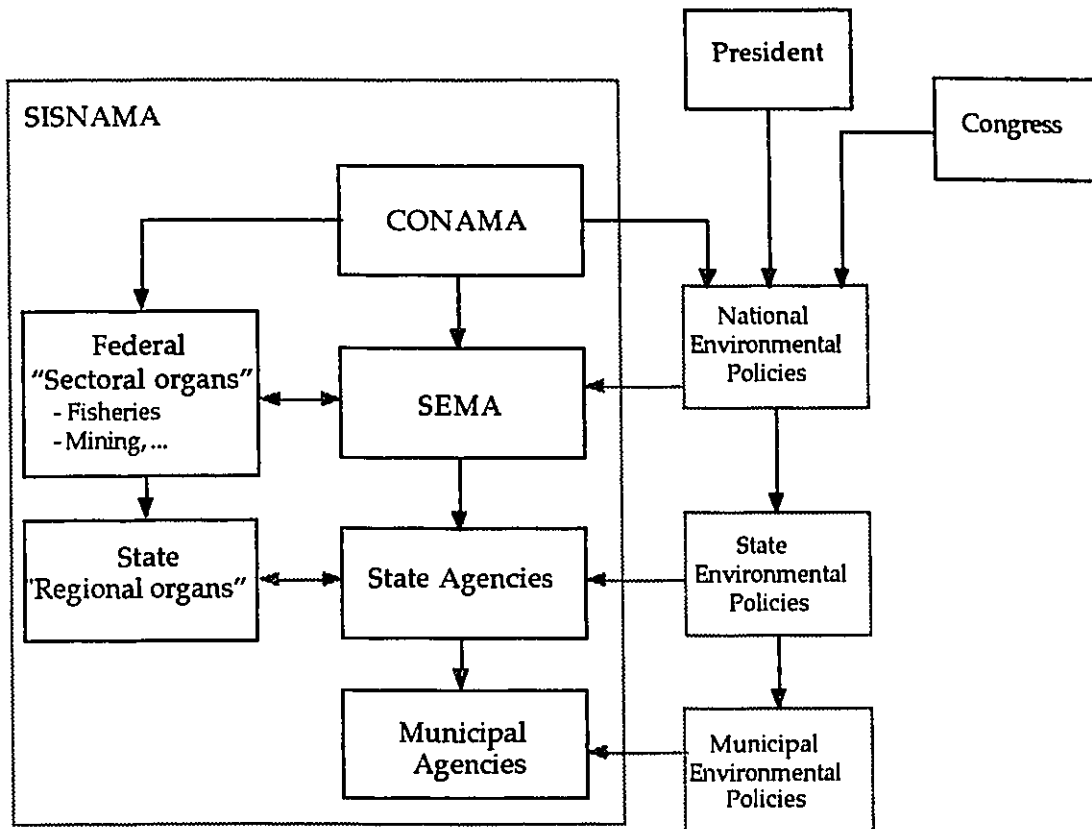 President
SISNAMA
Congress
CONAMA
National
Environmental
Policies
Federal
“Sectoral organs”
- Fisheries
- Mining, ...
SEMA
State
"Regional organs”
State Agencies
State
Environmental
Policies
Municipal
Agencies
Municipal
Environmental
Policies